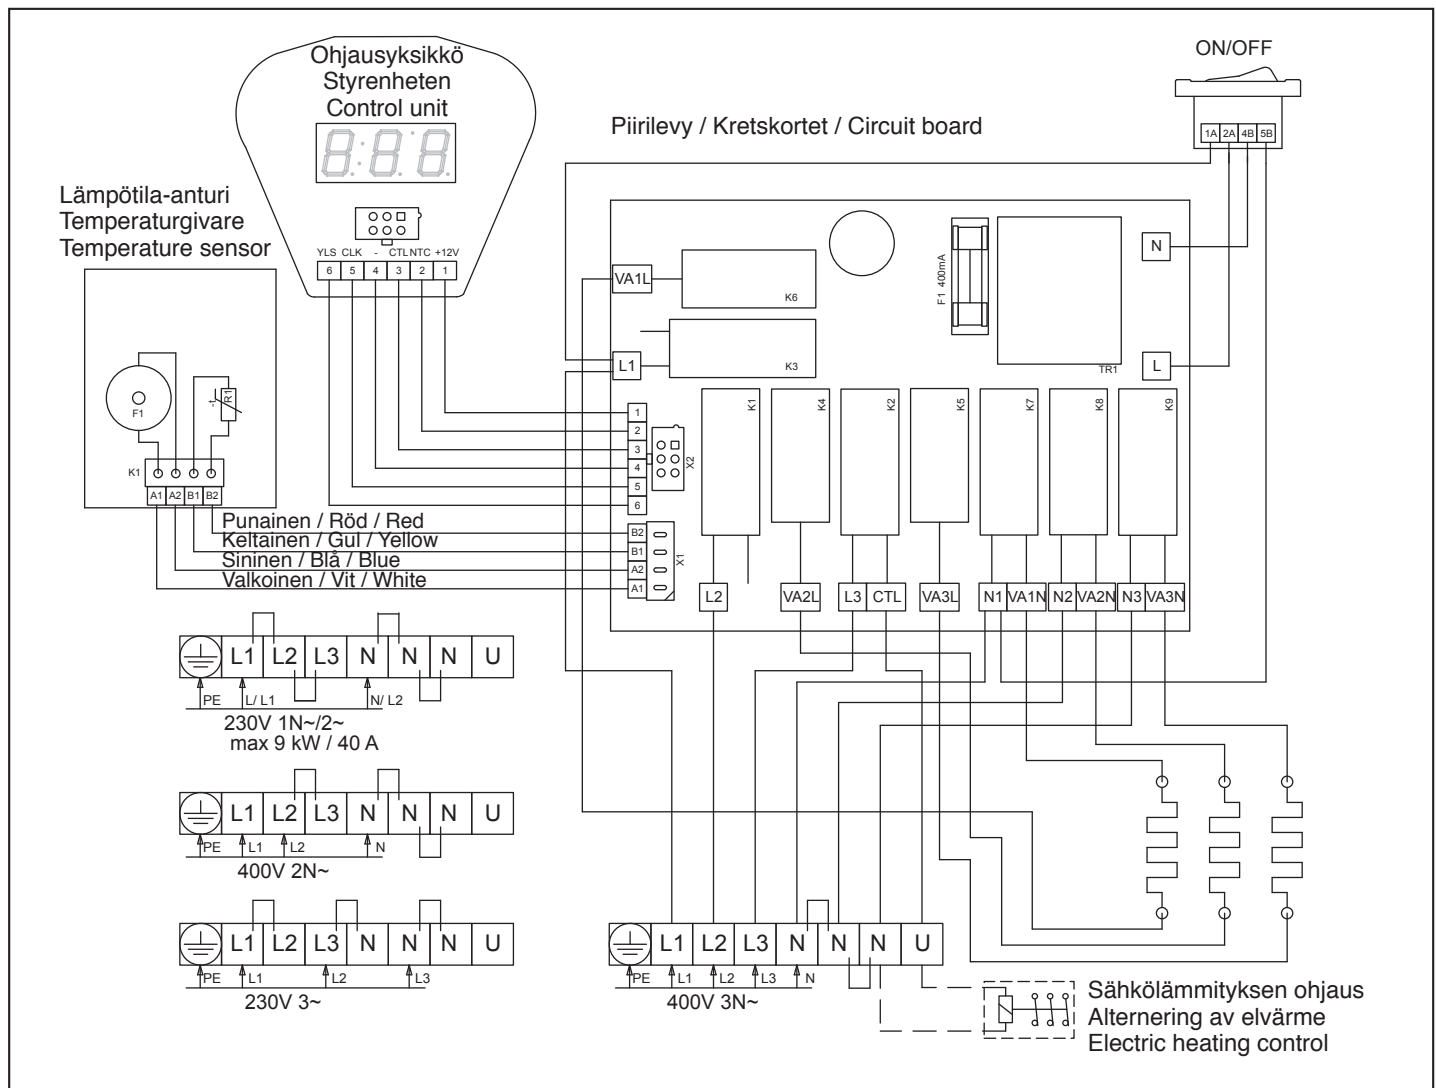 Ohjausyksikkö
Styrenheten
Control unit
ON/OFF
1A 2A 4B 5B
Piirilevy / Kretskortet / Circuit board
Lämpötila-anturi
Temperaturgivare
Temperature sensor
YLS CLK - CTL NTC +12V
6 5 4 3 2 1
VA1L
K6
F1 400mA
N
L1
K3
TR1
L
F1
-t
R1
K1
A1 A2 B1 B2
1
2
3
4
5
6
X2
K1 K4 K2 K5 K7 K8 K9
Punainen / Röd / Red
Keltainen / Gul / Yellow
Sininen / Blå / Blue
Valkoinen / Vit / White
B2
B1
A2
A1
X1
L2 VA2L L3 CTL VA3L N1 VA1N N2 VA2N N3 VA3N
L1 L2 L3 N N N U
PE L/ L1 N/ L2
230V 1N~/2~
max 9 kW / 40 A
L1 L2 L3 N N N U
PE L1 L2 N
400V 2N~
L1 L2 L3 N N N U
PE L1 L2 L3
230V 3~
L1 L2 L3 N N N U
PE L1 L2 L3 N
400V 3N~
Sähkölämmityksen ohjaus
Alternering av elvärme
Electric heating control